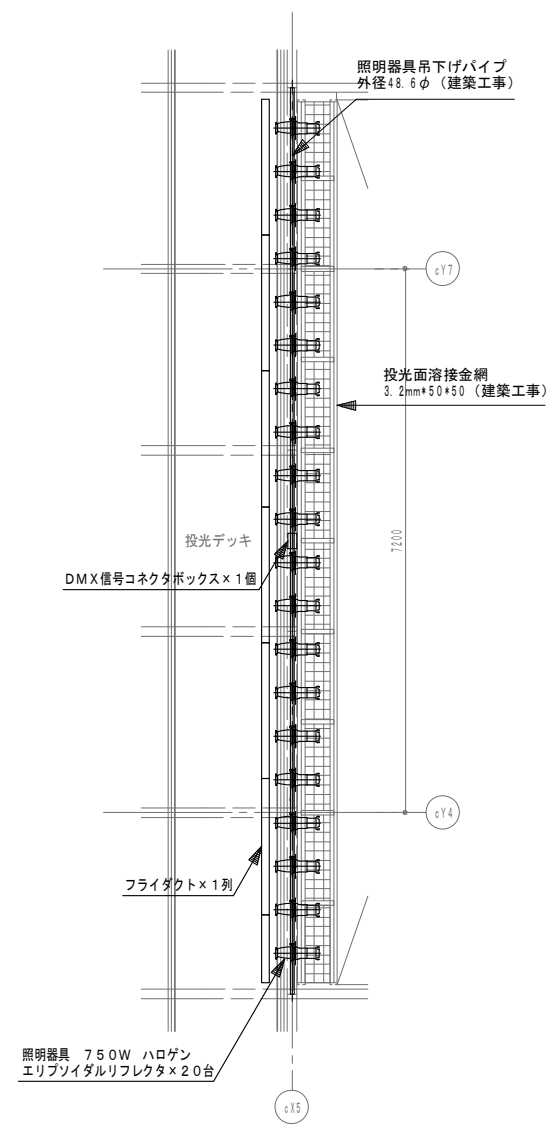 照明器具吊下げパイプ
外径48.6φ (建築工事)
cY7
投光面溶接金網
3.2mm*50*50 (建築工事)
7200
投光デッキ
DMX信号コネクタボックス×1個
cY4
フライダクト×1列
照明器具 750W ハロゲン
エリプソイダルリフレクタ×20台
cX5